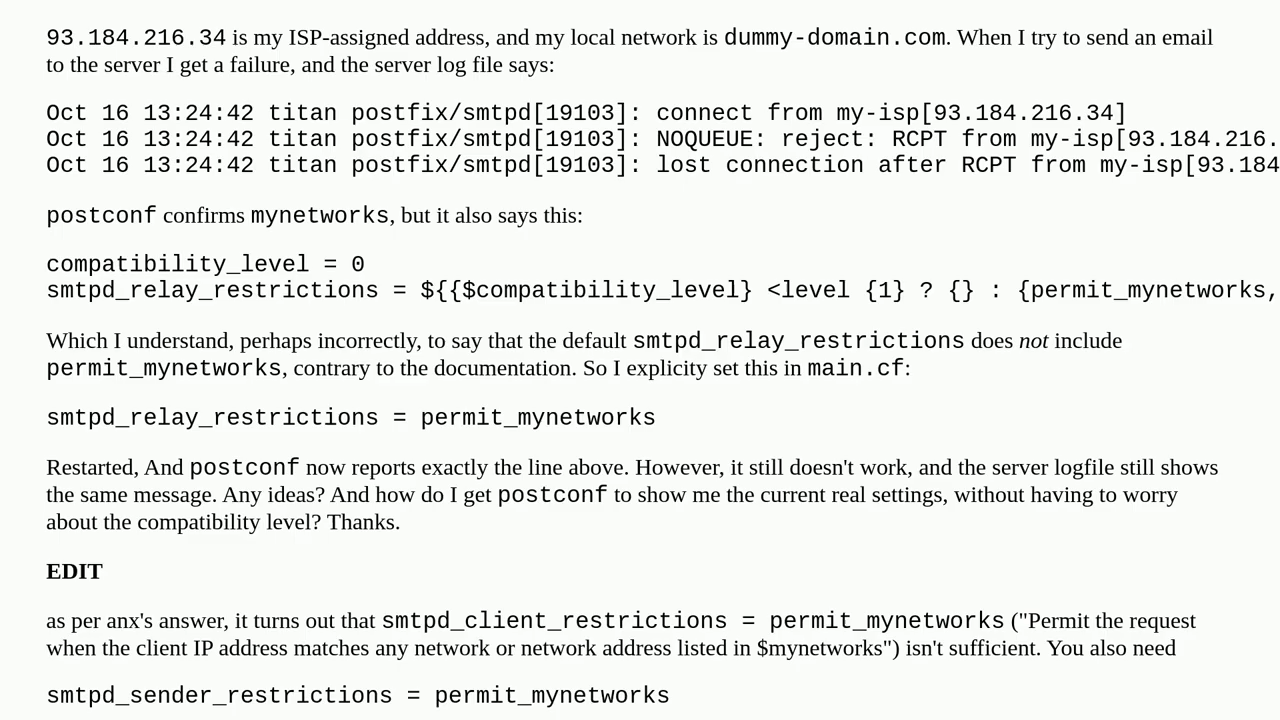 93.184.216.34 is my ISP-assigned address, and my local network is dummy-domain.com. When I try to send an email
to the server I get a failure, and the server log file says:
Oct 16 13:24:42 titan postfix/smtpd[19103]: connect from my-isp[93.184.216.34]
Oct 16 13:24:42 titan postfix/smtpd[19103]: NOQUEUE: reject: RCPT from my-isp[93.184.216.
Oct 16 13:24:42 titan postfix/smtpd[19103]: lost connection after RCPT from my-isp[93.184
postconf confirms mynetworks, but it also says this:
compatibility_level = 0
smtpd_relay_restrictions = ${{$compatibility_level} <level {1} ? {} : {permit_mynetworks,
Which I understand, perhaps incorrectly, to say that the default smtpd_relay_restrictions does not include
permit_mynetworks, contrary to the documentation. So I explicity set this in main.cf:
smtpd_relay_restrictions = permit_mynetworks
Restarted, And postconf now reports exactly the line above. However, it still doesn't work, and the server logfile still shows
the same message. Any ideas? And how do I get postconf to show me the current real settings, without having to worry
about the compatibility level? Thanks.
EDIT
as per anx's answer, it turns out that smtpd_client_restrictions = permit_mynetworks ("Permit the request
when the client IP address matches any network or network address listed in $mynetworks") isn't sufficient. You also need
smtpd_sender_restrictions = permit_mynetworks